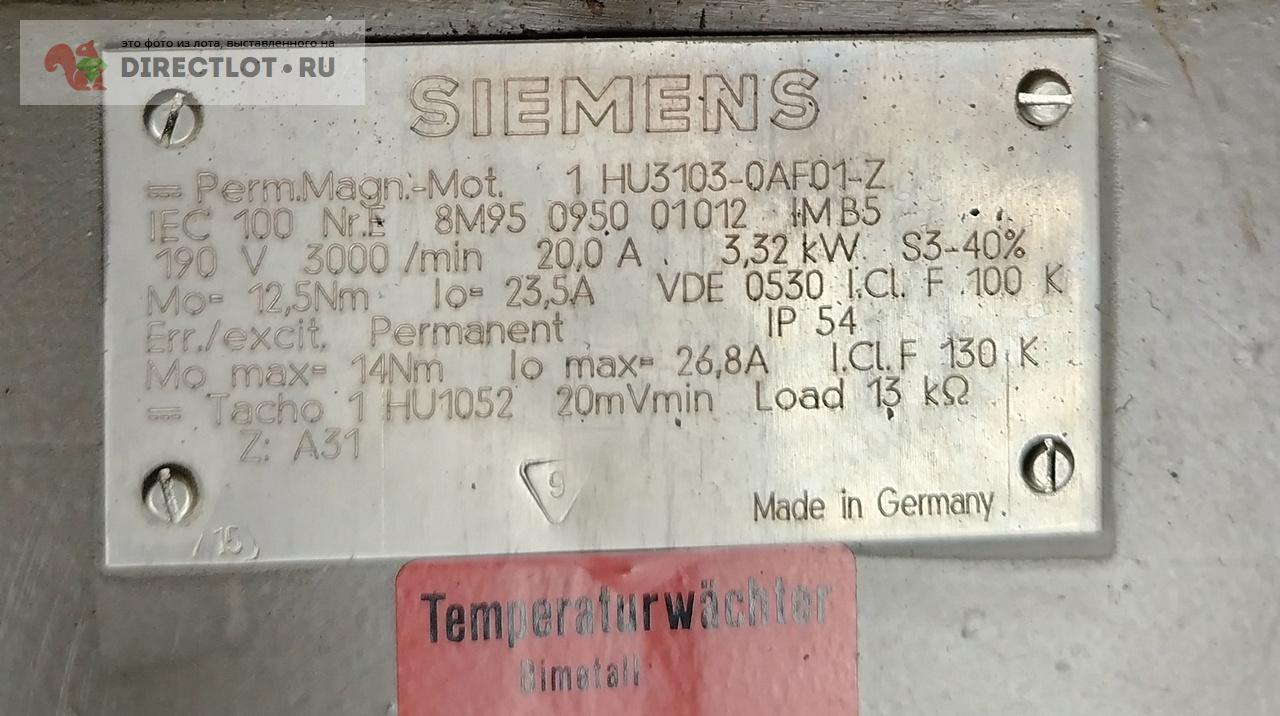 это фото из лота, выставленного на
DIRECTLOT.RU
SIEMENS
= Perm.Magn.-Mot. 1 HU3103-0AF01-Z
IEC 100 Nr.E 8M95 0950 01012 IMB5
190 V 3000 /min 20,0 A 3,32 kW S3-40%
Mo= 12,5Nm Io= 23,5A VDE 0530 I.Cl. F 100 K
Err./excit. Permanent IP 54
Mo max= 14Nm Io max= 26,8A I.Cl.F 130 K
= Tacho 1 HU1052 20mVmin Load 13 kΩ
Z: A31
9
Made in Germany.
15
Temperaturwächter
Bimetall